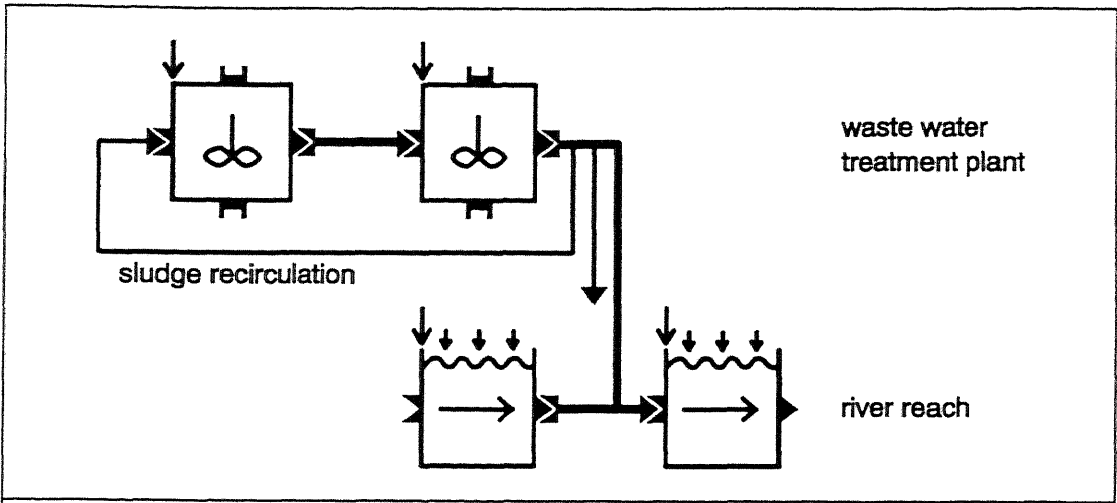 waste water
treatment plant
sludge recirculation
river reach